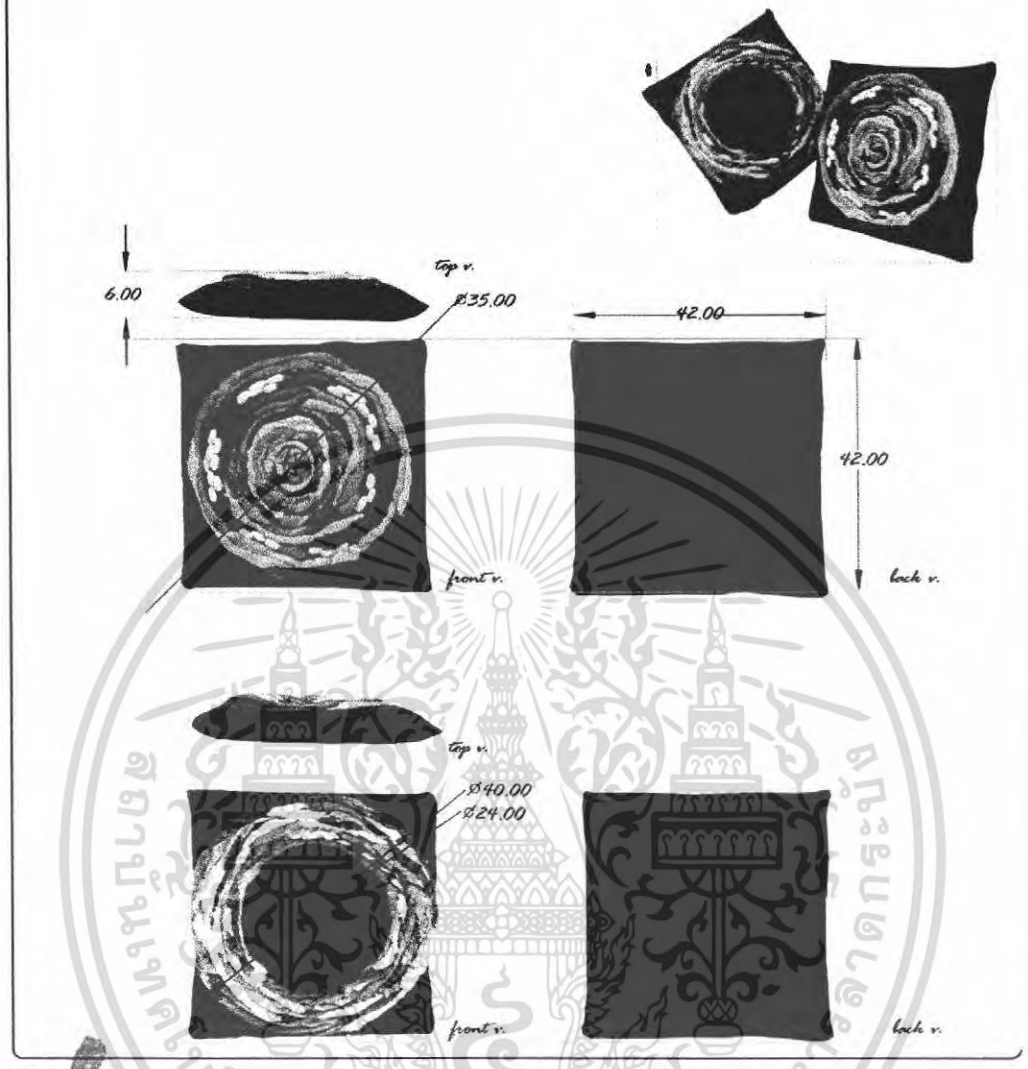 top v.
6.00
Ø35.00
42.00
42.00
front v.
back v.
top v.
Ø40.00
Ø24.00
front v.
back v.